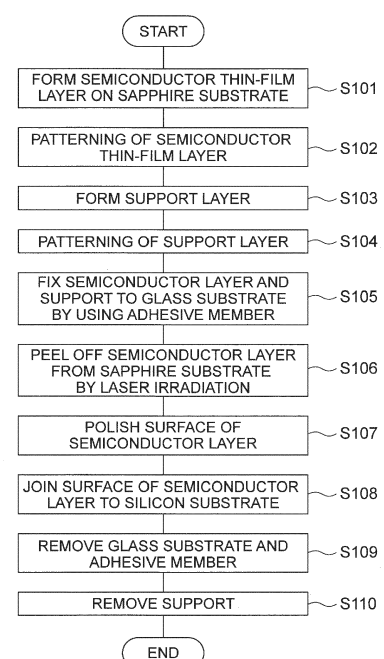 START
FORM SEMICONDUCTOR THIN-FILM
LAYER ON SAPPHIRE SUBSTRATE
S101
PATTERNING OF SEMICONDUCTOR
THIN-FILM LAYER
S102
FORM SUPPORT LAYER
S103
PATTERNING OF SUPPORT LAYER
S104
FIX SEMICONDUCTOR LAYER AND
SUPPORT TO GLASS SUBSTRATE
BY USING ADHESIVE MEMBER
S105
PEEL OFF SEMICONDUCTOR LAYER
FROM SAPPHIRE SUBSTRATE
BY LASER IRRADIATION
S106
POLISH SURFACE OF
SEMICONDUCTOR LAYER
S107
JOIN SURFACE OF SEMICONDUCTOR
LAYER TO SILICON SUBSTRATE
S108
REMOVE GLASS SUBSTRATE AND
ADHESIVE MEMBER
S109
REMOVE SUPPORT
S110
END